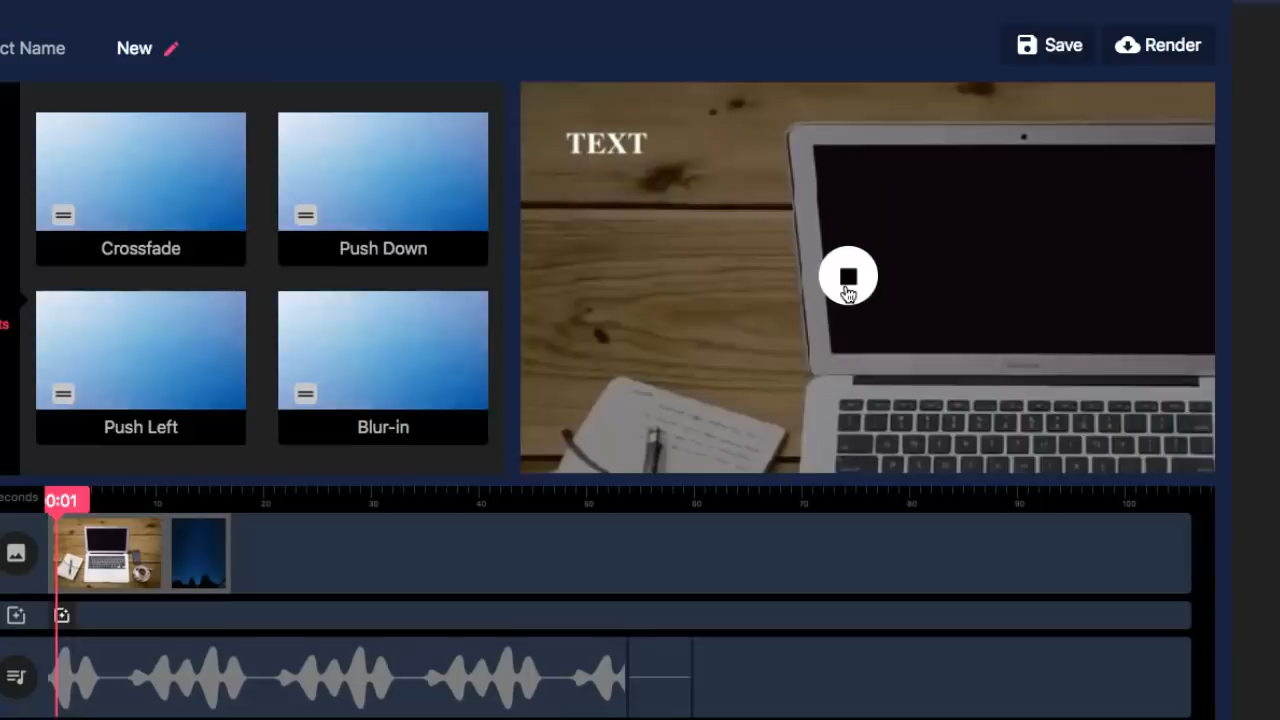 ct Name
New
Save
Render
TEXT
Crossfade
Push Down
ts
Push Left
Blur-in
econds
0:01
10
20
30
40
50
60
70
80
90
100